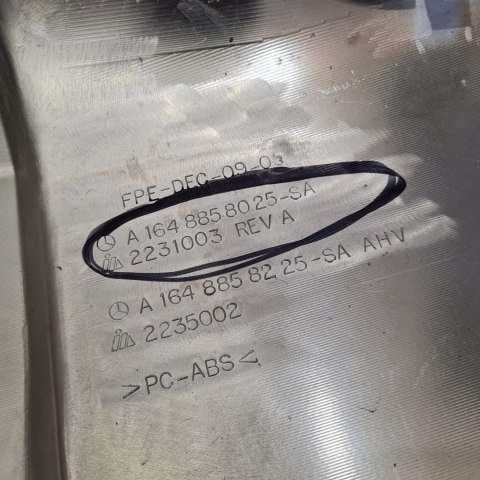 FPE-DEC-09-03
A 164 885 80 25-SA
2231003 REV A
A 164 885 82 25-SA AHV
2235002
>PC-ABS<